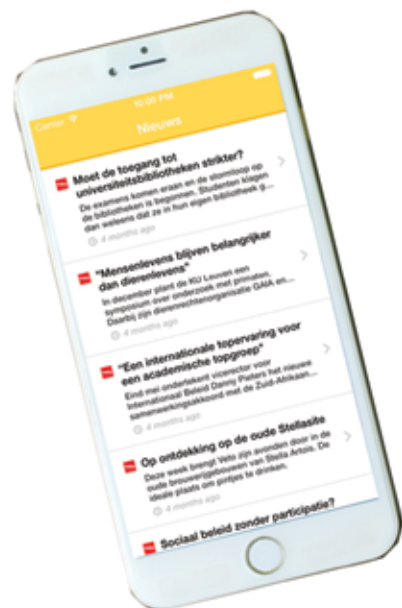 Carrier 10:00 PM
Nieuws
Moet de toegang tot
universiteitsbibliotheken strikter?
De examens komen eraan en de stormloop op
de bibliotheken is begonnen. Studenten klagen
dan weleens dat ze in hun eigen bibliotheek g...
4 months ago
"Mensenlevens blijven belangrijker
dan dierenlevens"
In december plant de KU Leuven een
symposium over onderzoek met primaten.
Daarbij zijn dierenrechtenorganisatie GAIA en...
4 months ago
"Een internationale topervaring voor
een academische topgroep"
Eind mei ondertekent vicerector voor
Internationaal Beleid Danny Pieters het nieuwe
samenwerkingsakkoord met de Zuid-Afrikaan...
4 months ago
Op ontdekking op de oude Stellasite
Deze week brengt Veto zijn avonden door in de
oude brouwerijgebouwen van Stella Artois. De
ideale plaats om pintjes te drinken.
4 months ago
Sociaal beleid zonder participatie?